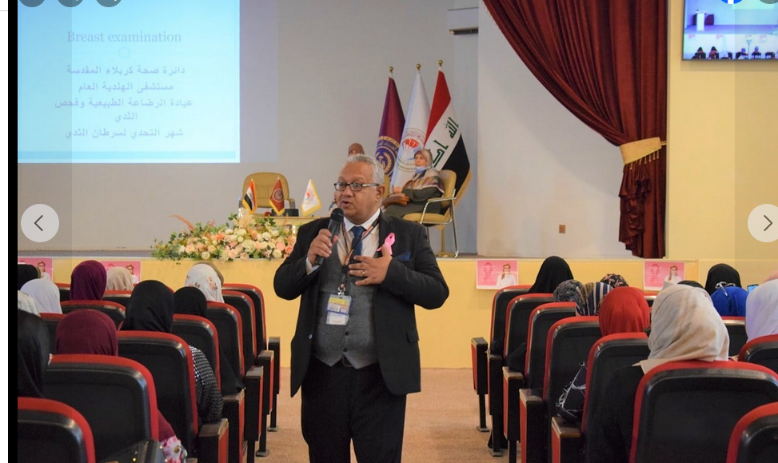 Breast examination
دائرة صحة كربلاء المقدسة
مستشفى الهندية العام
عيادة الرضاعة الطبيعية وفحص
الثدي
شهر التحدي لسرطان الثدي